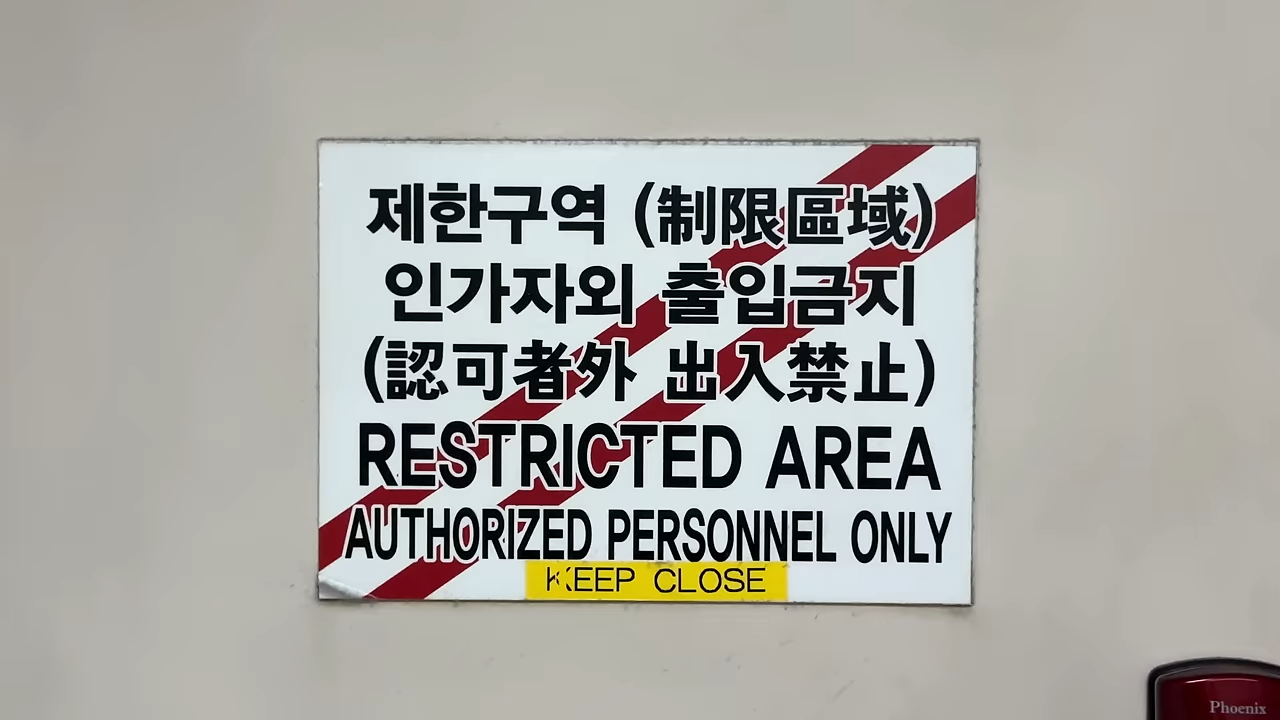 제한구역 (制限區域)
인가자외 출입금지
(認可者外 出入禁止)
RESTRICTED AREA
AUTHORIZED PERSONNEL ONLY
KEEP CLOSE
Phoenix